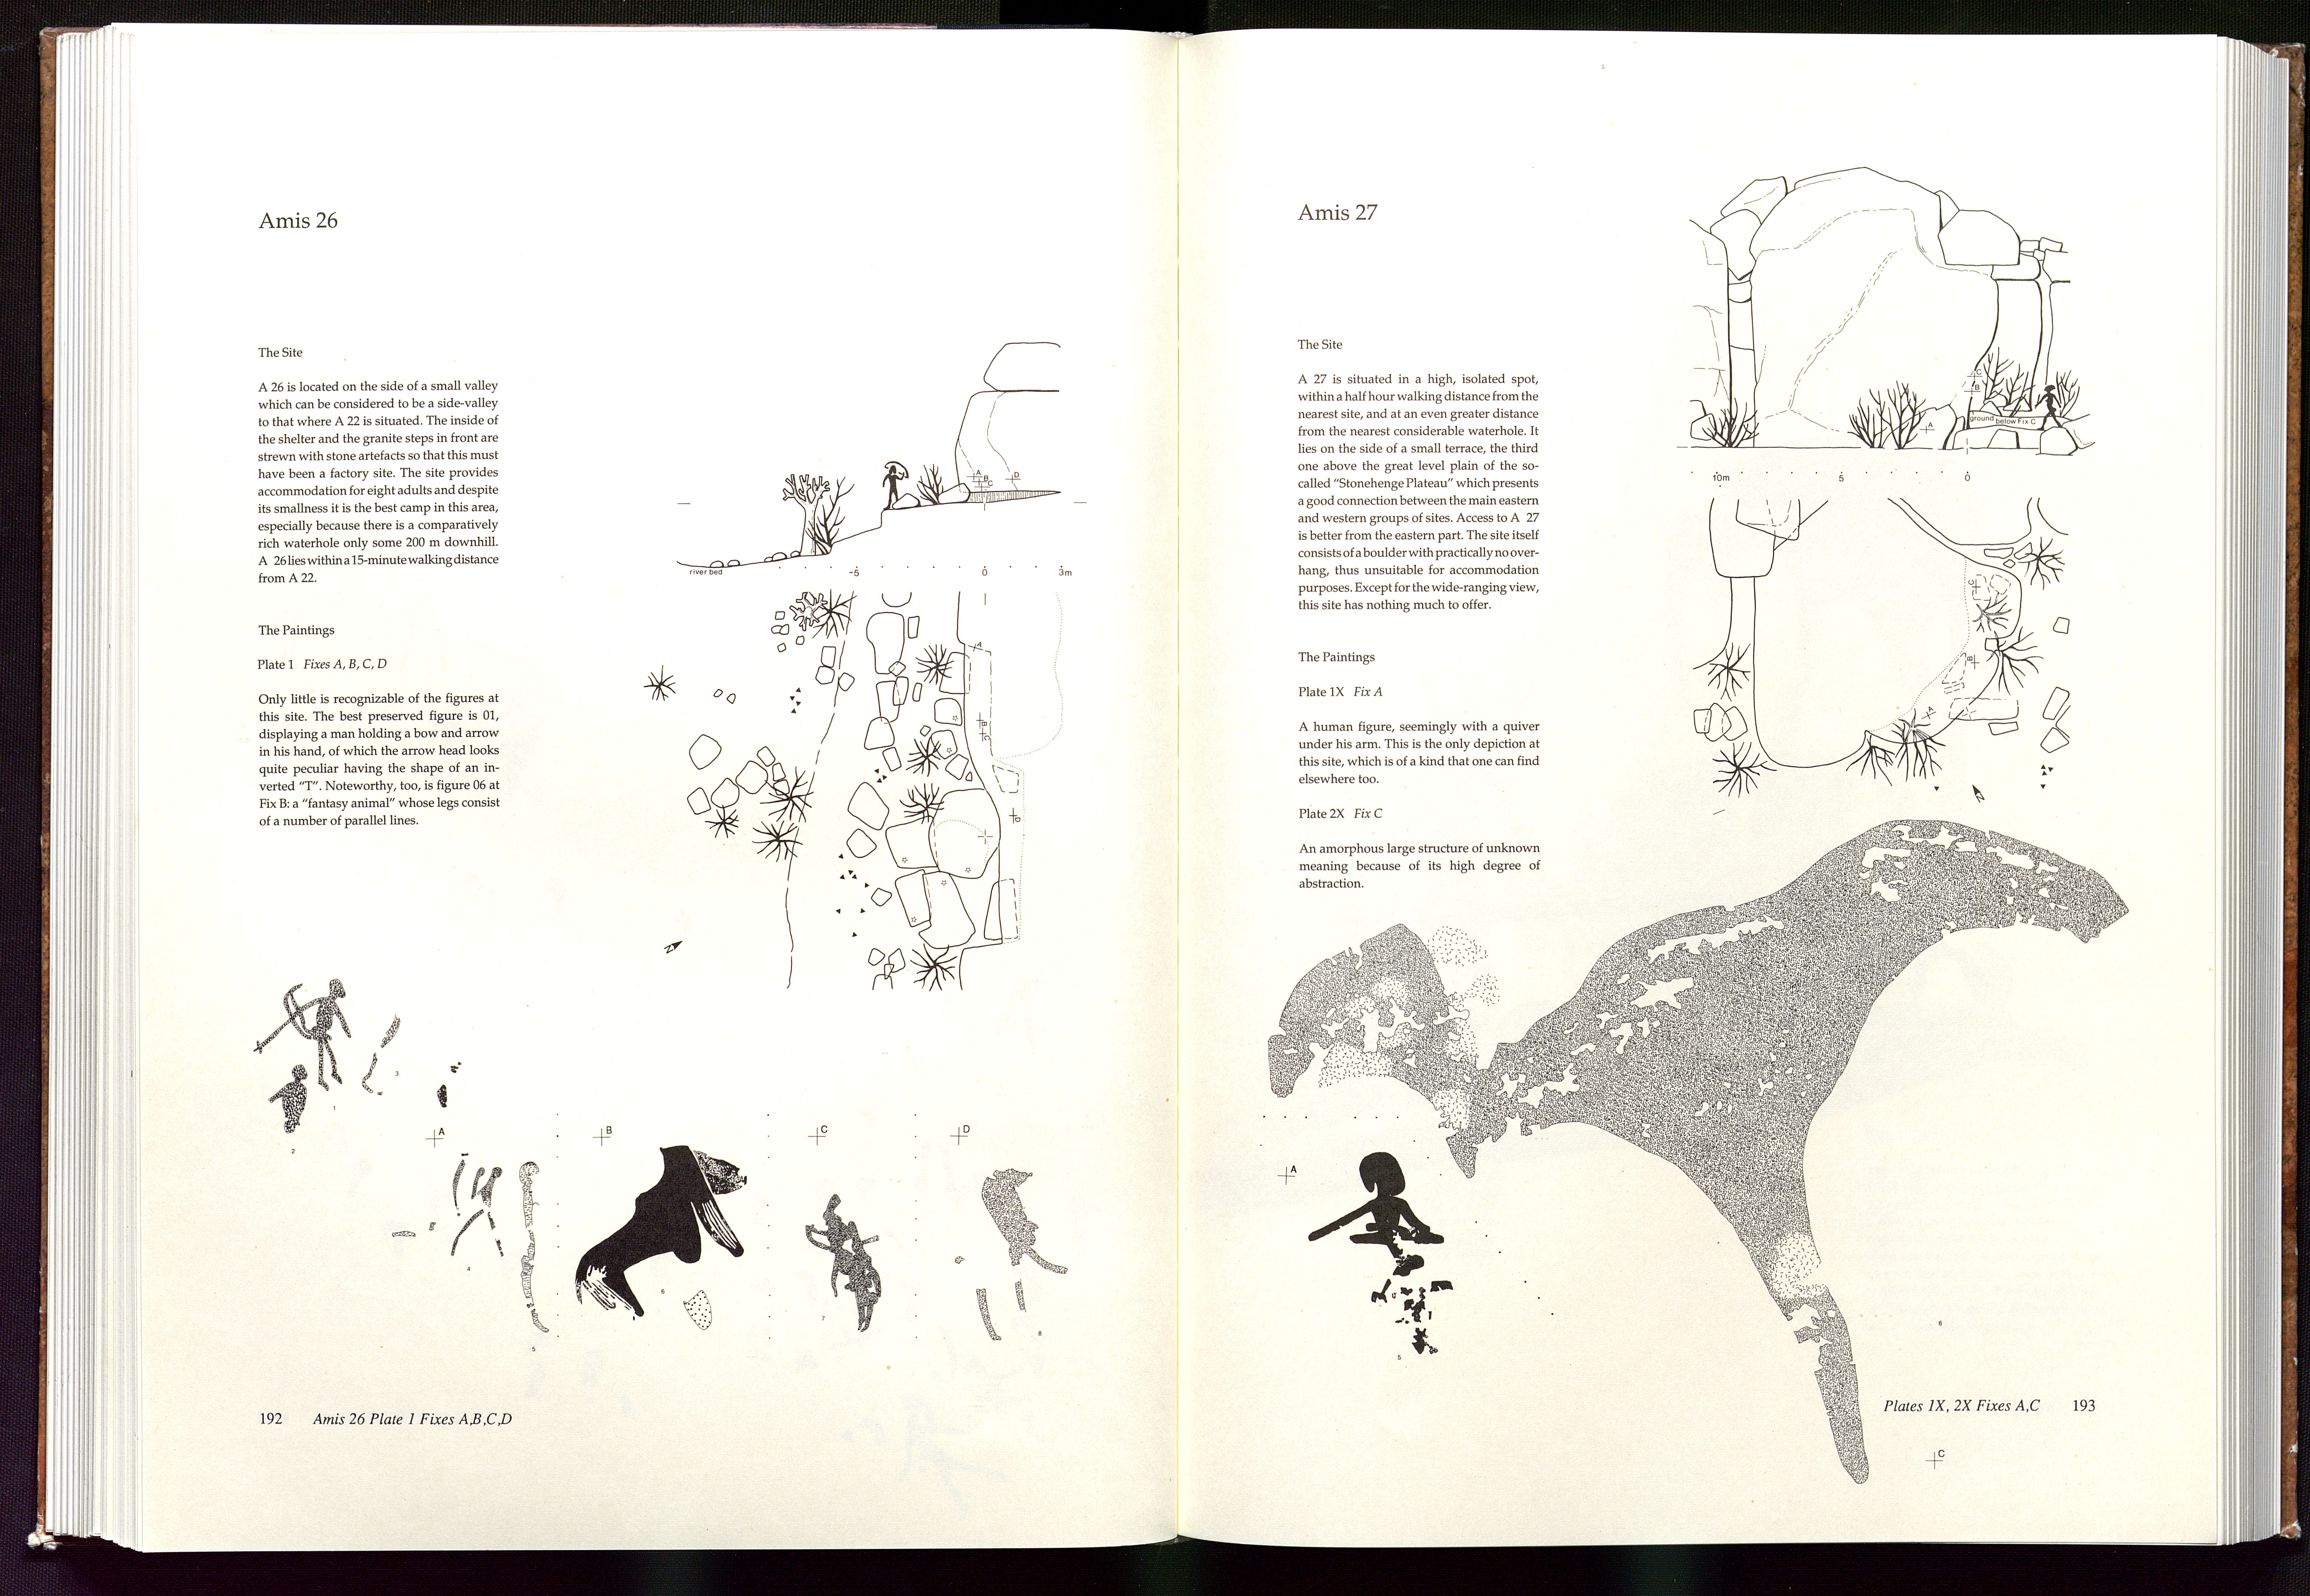 Amis 26
The Site
A 26 is located on the side of a small valley
which can be considered to be a side-valley
to that where A 22 is situated. The inside of
the shelter and the granite steps in front are
strewn with stone artefacts so that this must
have been a factory site. The site provides
accommodation for eight adults and despite
its smallness it is the best camp in this area,
especially because there is a comparatively
rich waterhole only some 200 m downhill.
A 26 lies within a 15-minute walking distance
from A 22.
The Paintings
Plate 1 Fixes A, B, C, D
Only little is recognizable of the figures at
this site. The best preserved figure is 01,
displaying a man holding a bow and arrow
in his hand, of which the arrow head looks
quite peculiar having the shape of an in-
verted “T”. Noteworthy, too, is figure 06 at
Fix B: a “fantasy animal” whose legs consist
of a number of parallel lines.
A
B
C
D
river bed
-5
0
3m
A
B
C
D
N
1
2
3
A
B
C
D
4
5
6
7
8
192 Amis 26 Plate 1 Fixes A,B,C,D
Amis 27
The Site
A 27 is situated in a high, isolated spot,
within a half hour walking distance from the
nearest site, and at an even greater distance
from the nearest considerable waterhole. It
lies on the side of a small terrace, the third
one above the great level plain of the so-
called “Stonehenge Plateau” which presents
a good connection between the main eastern
and western groups of sites. Access to A 27
is better from the eastern part. The site itself
consists of a boulder with practically no over-
hang, thus unsuitable for accommodation
purposes. Except for the wide-ranging view,
this site has nothing much to offer.
The Paintings
Plate 1X Fix A
A human figure, seemingly with a quiver
under his arm. This is the only depiction at
this site, which is of a kind that one can find
elsewhere too.
Plate 2X Fix C
An amorphous large structure of unknown
meaning because of its high degree of
abstraction.
C
B
A
ground below Fix C
10m
5
0
C
B
A
N
A
5
6
C
Plates 1X, 2X Fixes A,C 193